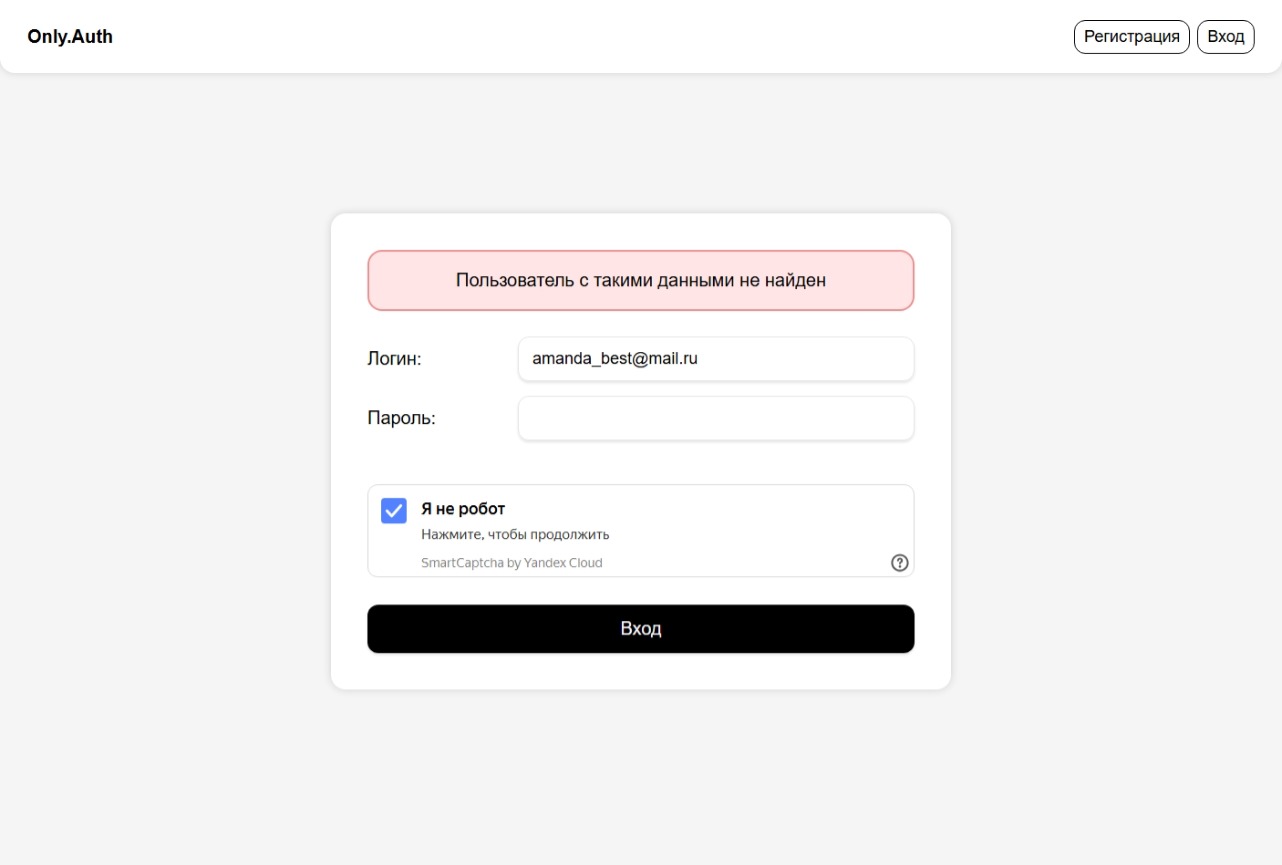 Only.Auth
Регистрация
Вход
Пользователь с такими данными не найден
Логин:
amanda_best@mail.ru
Пароль:
Я не робот
Нажмите, чтобы продолжить
SmartCaptcha by Yandex Cloud
?
Вход